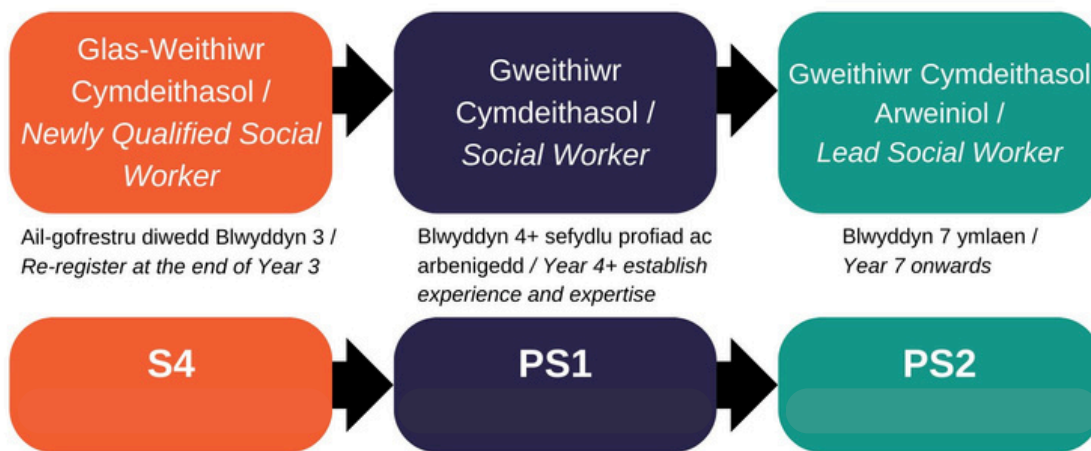 Glas-Weithiwr
Cymdeithasol /
Newly Qualified Social
Worker
Gweithiwr
Cymdeithasol /
Social Worker
Gweithiwr Cymdeithasol
Arweiniol /
Lead Social Worker
Ail-gofrestru diwedd Blwyddyn 3 /
Re-register at the end of Year 3
Blwyddyn 4+ sefydlu profiad ac
arbenigedd / Year 4+ establish
experience and expertise
Blwyddyn 7 ymlaen /
Year 7 onwards
S4
PS1
PS2